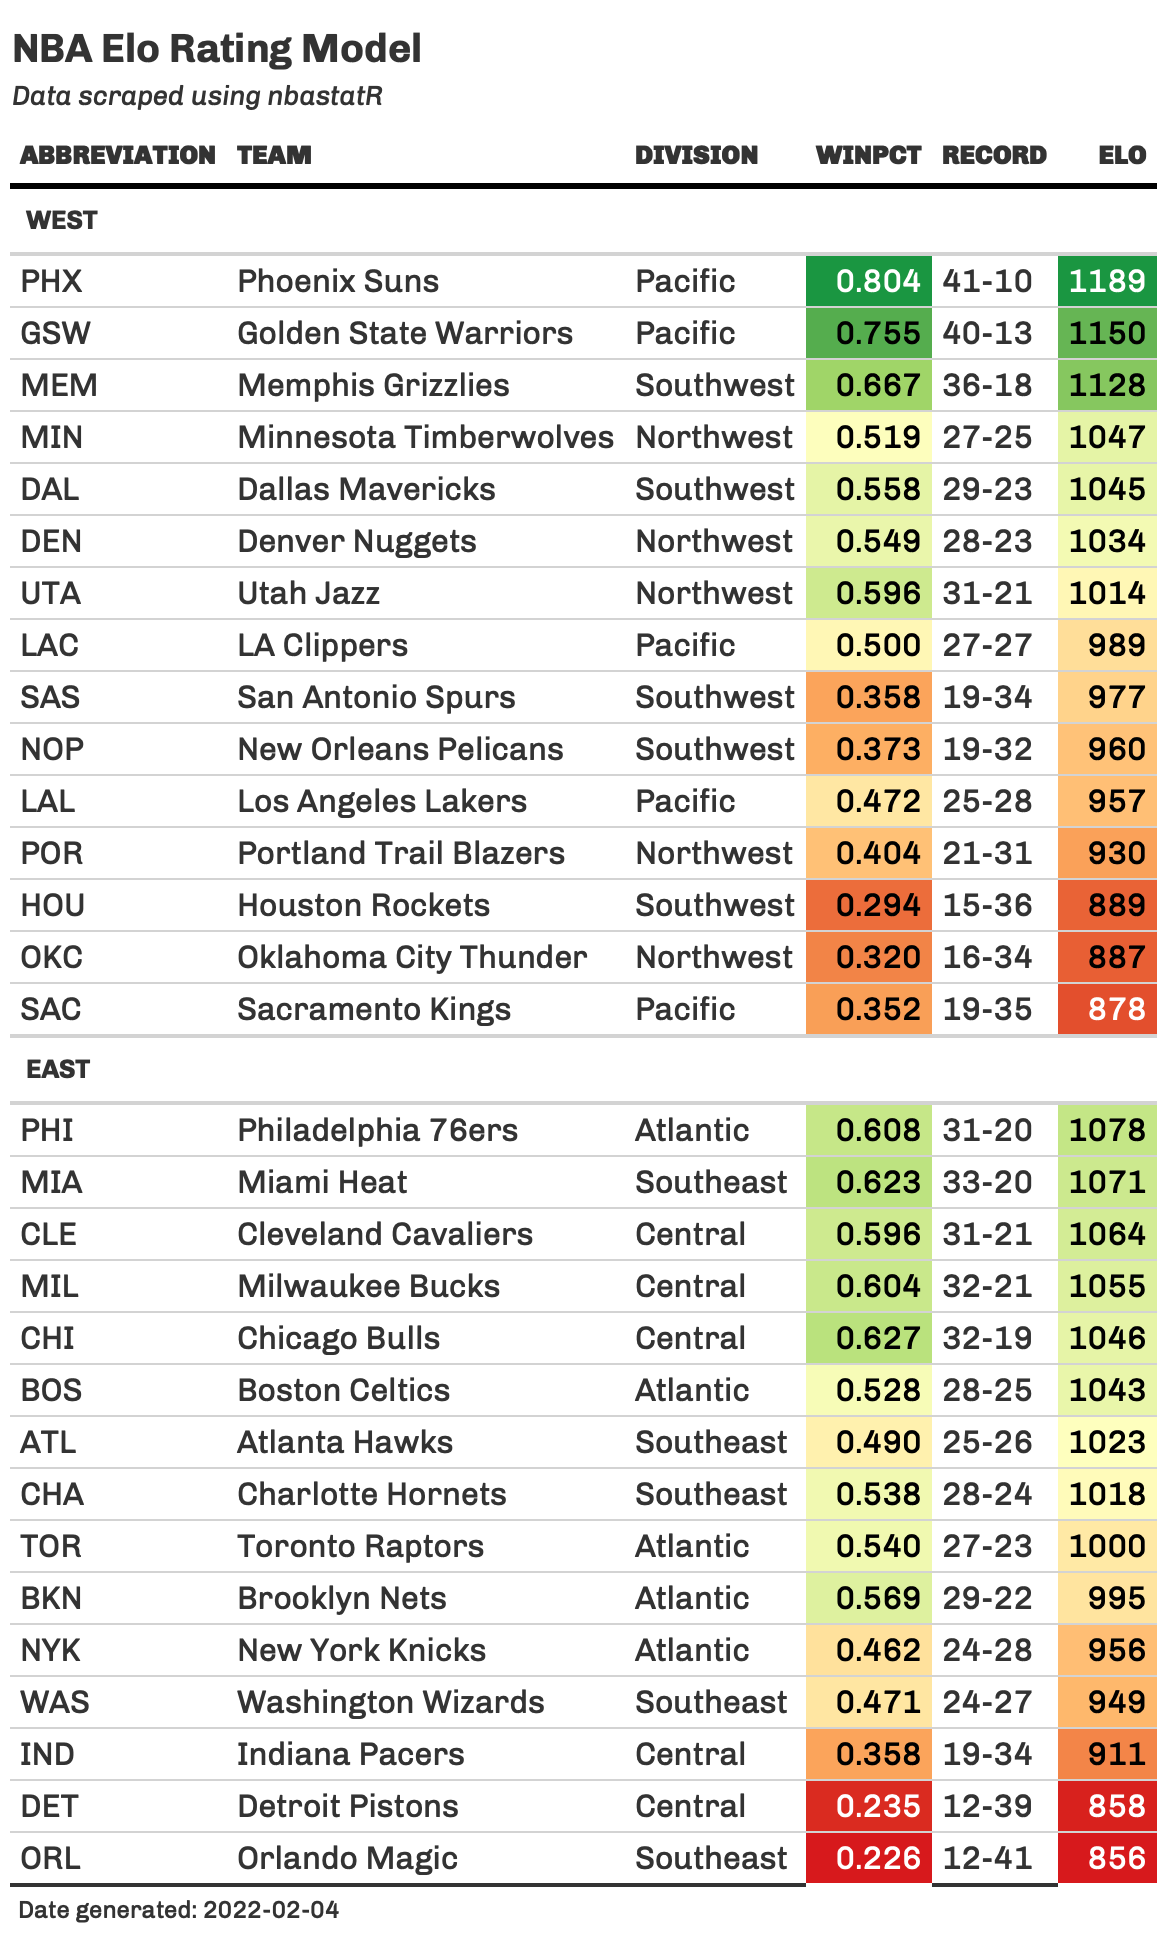 NBA Elo Rating Model
Data scraped using nbastatR
ABBREVIATION TEAM DIVISION WINPCT RECORD ELO
WEST
PHX Phoenix Suns Pacific 0.804 41-10 1189
GSW Golden State Warriors Pacific 0.755 40-13 1150
MEM Memphis Grizzlies Southwest 0.667 36-18 1128
MIN Minnesota Timberwolves Northwest 0.519 27-25 1047
DAL Dallas Mavericks Southwest 0.558 29-23 1045
DEN Denver Nuggets Northwest 0.549 28-23 1034
UTA Utah Jazz Northwest 0.596 31-21 1014
LAC LA Clippers Pacific 0.500 27-27 989
SAS San Antonio Spurs Southwest 0.358 19-34 977
NOP New Orleans Pelicans Southwest 0.373 19-32 960
LAL Los Angeles Lakers Pacific 0.472 25-28 957
POR Portland Trail Blazers Northwest 0.404 21-31 930
HOU Houston Rockets Southwest 0.294 15-36 889
OKC Oklahoma City Thunder Northwest 0.320 16-34 887
SAC Sacramento Kings Pacific 0.352 19-35 878
EAST
PHI Philadelphia 76ers Atlantic 0.608 31-20 1078
MIA Miami Heat Southeast 0.623 33-20 1071
CLE Cleveland Cavaliers Central 0.596 31-21 1064
MIL Milwaukee Bucks Central 0.604 32-21 1055
CHI Chicago Bulls Central 0.627 32-19 1046
BOS Boston Celtics Atlantic 0.528 28-25 1043
ATL Atlanta Hawks Southeast 0.490 25-26 1023
CHA Charlotte Hornets Southeast 0.538 28-24 1018
TOR Toronto Raptors Atlantic 0.540 27-23 1000
BKN Brooklyn Nets Atlantic 0.569 29-22 995
NYK New York Knicks Atlantic 0.462 24-28 956
WAS Washington Wizards Southeast 0.471 24-27 949
IND Indiana Pacers Central 0.358 19-34 911
DET Detroit Pistons Central 0.235 12-39 858
ORL Orlando Magic Southeast 0.226 12-41 856
Date generated: 2022-02-04